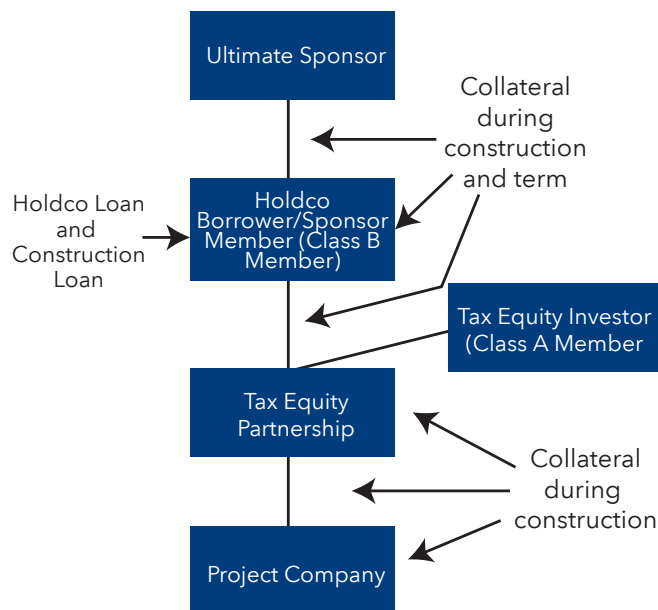 Ultimate Sponsor
Collateral
during
construction
and term
Holdco Loan
and
Construction
Loan
Holdco
Borrower/Sponsor
Member (Class B
Member)
Tax Equity Investor
(Class A Member
Tax Equity
Partnership
Collateral
during
construction
Project Company